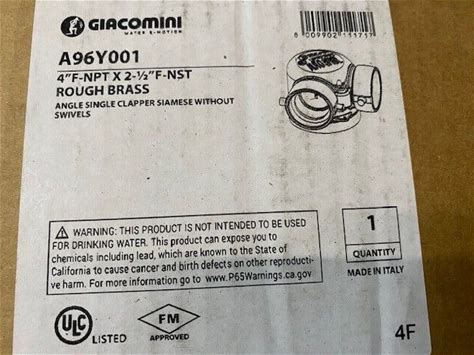 GIACOMINI
WATER E-MOTION
8 009902 111717
A96Y001
4"F-NPT X 2-½"F-NST
ROUGH BRASS
ANGLE SINGLE CLAPPER SIAMESE WITHOUT
SWIVELS
WARNING: THIS PRODUCT IS NOT INTENDED TO BE USED
FOR DRINKING WATER. This product can expose you to
chemicals including lead, which are known to the State of
California to cause cancer and birth defects on other reproducti-
ve harm. For more information go to www.P65Warnings.ca.gov
1
QUANTITY
MADE IN ITALY
UL C LISTED
FM
APPROVED
4F